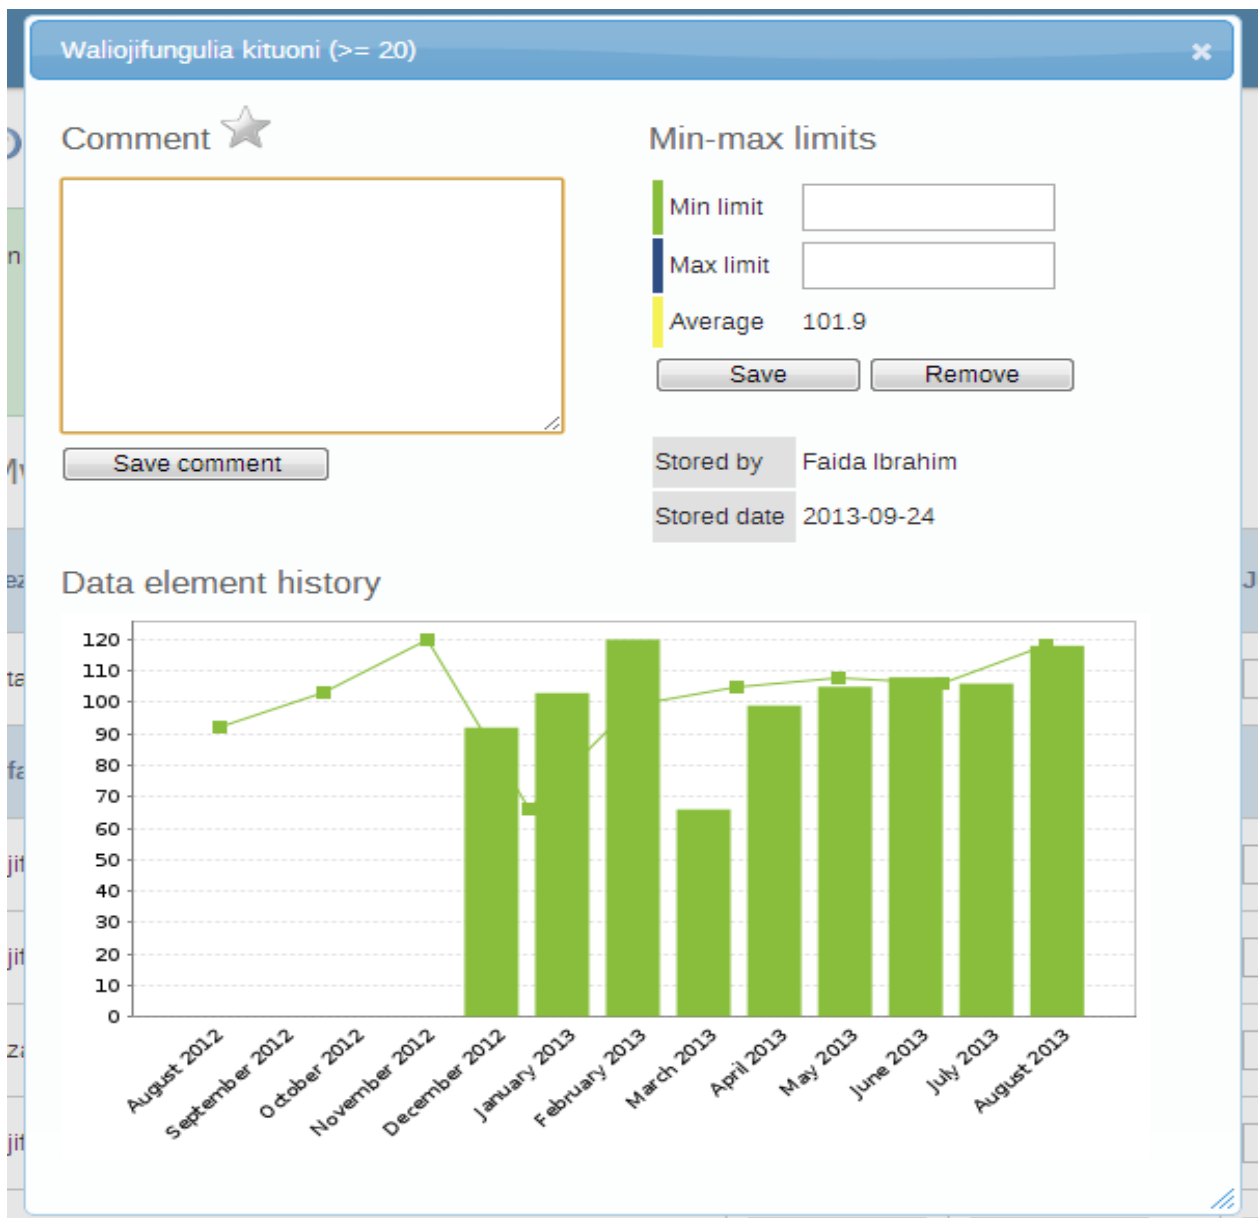 Waliojifungulia kituoni (>= 20)
Comment
Min-max limits
Min limit
Max limit
Average 101.9
Save Remove
Save comment
Stored by Faida Ibrahim
Stored date 2013-09-24
Data element history
120
110
100
90
80
70
60
50
40
30
20
10
0
August 2012
September 2012
October 2012
November 2012
December 2012
January 2013
February 2013
March 2013
April 2013
May 2013
June 2013
July 2013
August 2013